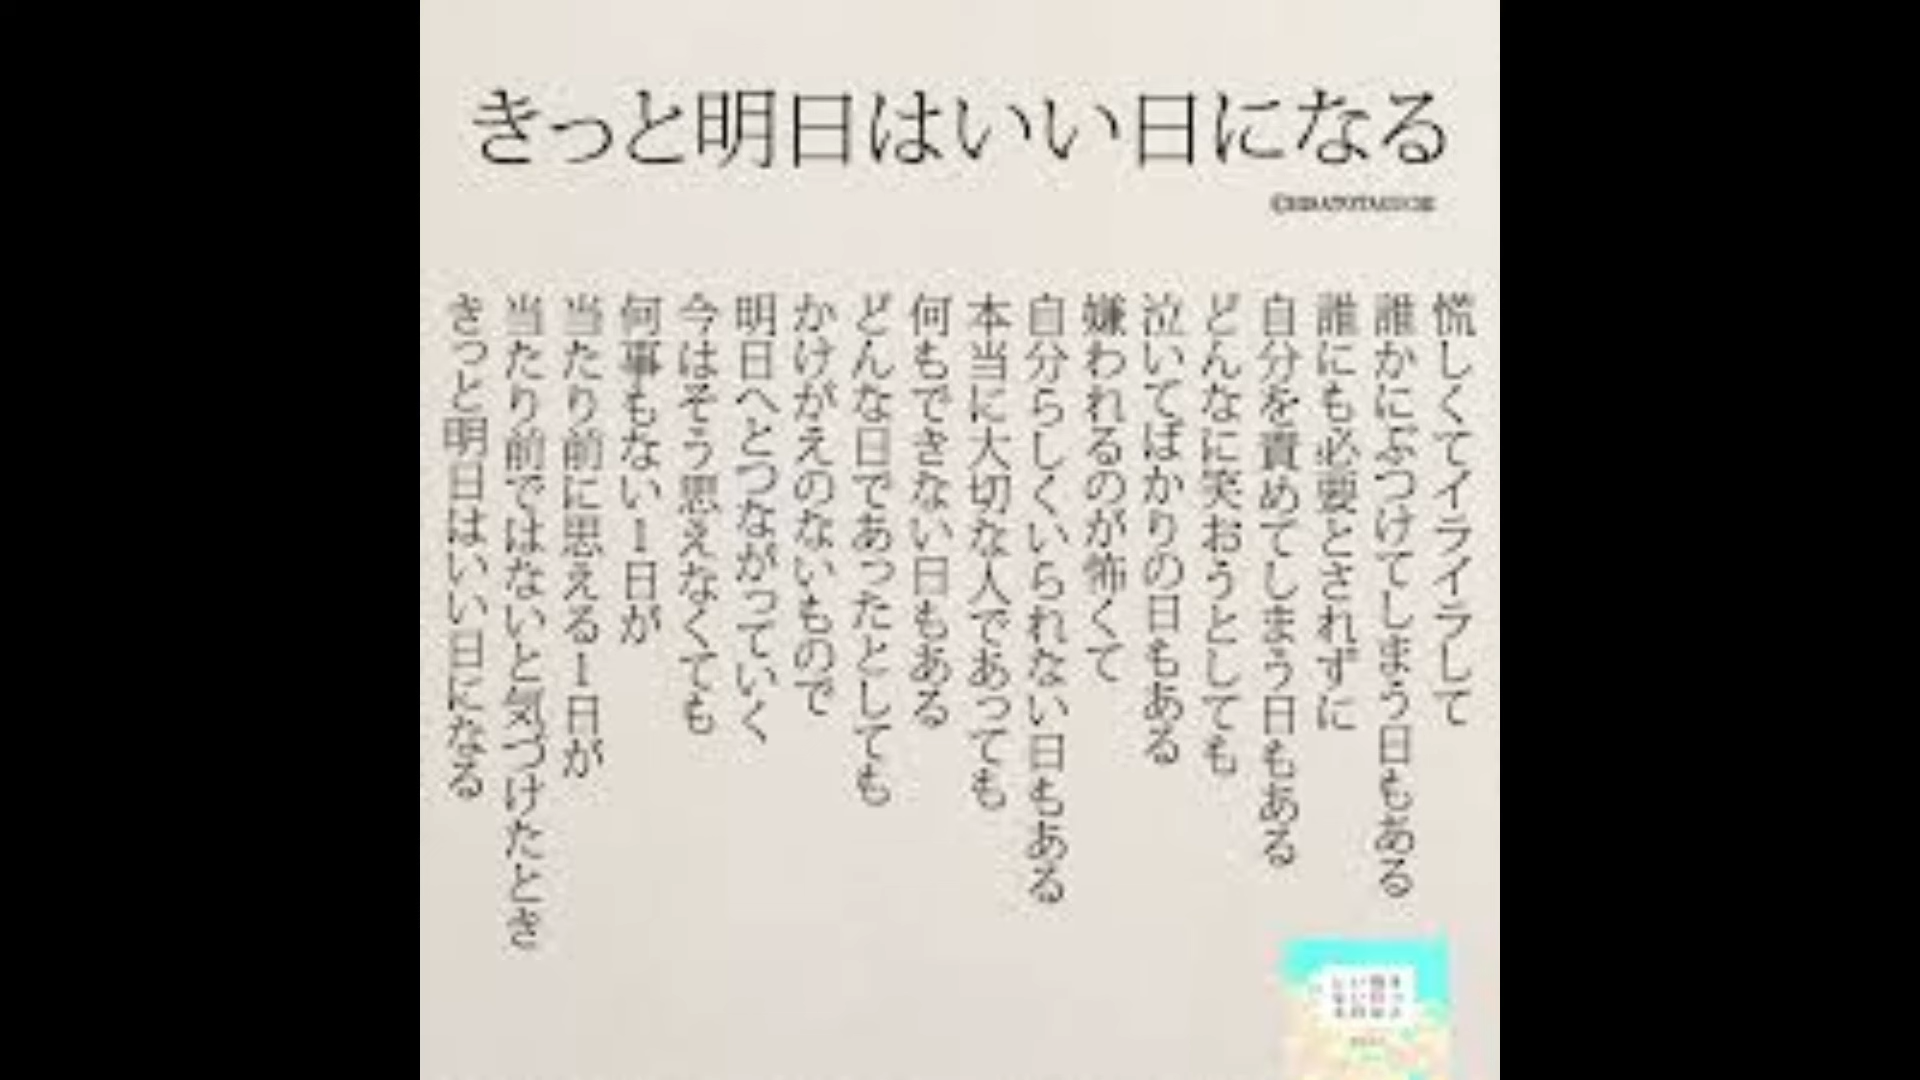 きっと明日はいい日になる
慌しくてイライラして
誰かにぶつけてしまう日もある
誰にも必要とされずに
自分を責めてしまう日もある
どんなに笑おうとしても
泣いてばかりの日もある
嫌われるのが怖くて
自分らしくいられない日もある
本当に大切な人であっても
何もできない日もある
どんな日であったとしても
かけがえのないもので
明日へとつながっていく
今はそう思えなくても
何事もない1日が
当たり前に思える1日が
当たり前ではないと気づけたとき
きっと明日はいい日になる